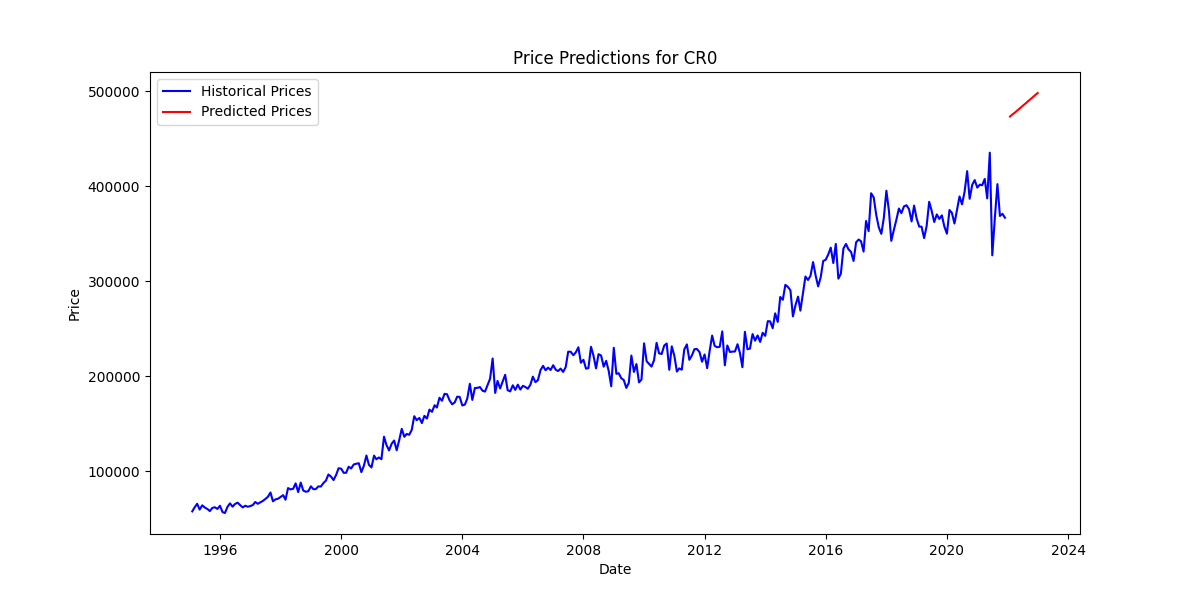 Price Predictions for CR0
Historical Prices
Predicted Prices
500000
400000
300000
200000
100000
Price
1996 2000 2004 2008 2012 2016 2020 2024
Date